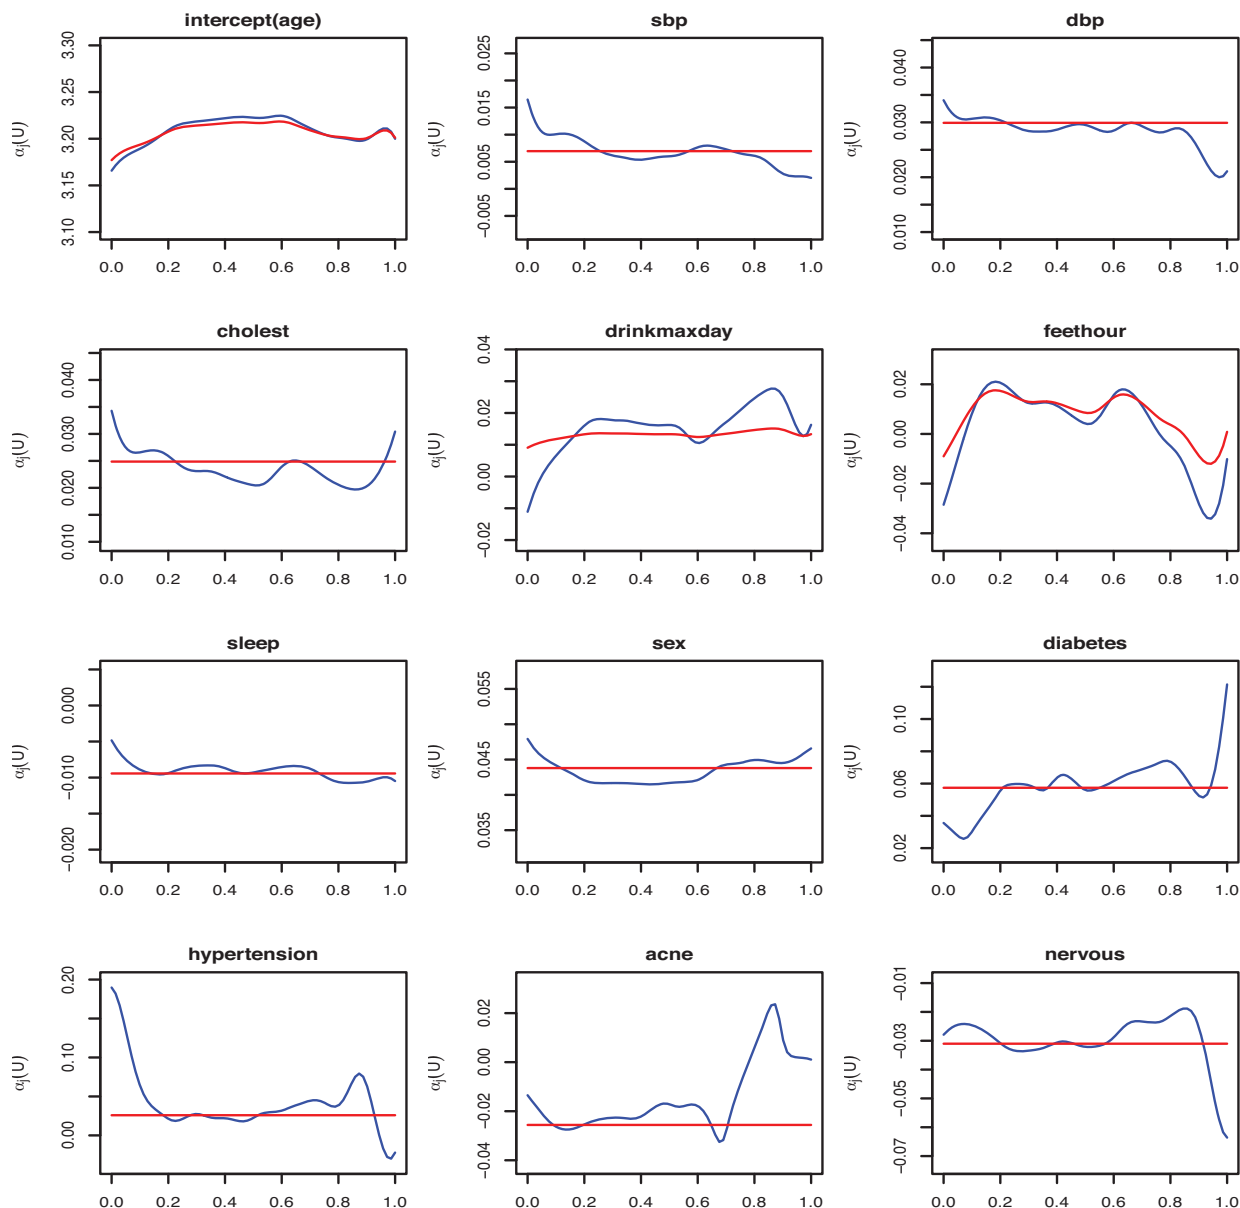 intercept(age)
αj(U)
3.30
3.25
3.20
3.15
3.10
0.0 0.2 0.4 0.6 0.8 1.0
sbp
αj(U)
0.025
0.015
0.005
−0.005
0.0 0.2 0.4 0.6 0.8 1.0
dbp
αj(U)
0.040
0.030
0.020
0.010
0.0 0.2 0.4 0.6 0.8 1.0
cholest
αj(U)
0.040
0.030
0.020
0.010
0.0 0.2 0.4 0.6 0.8 1.0
drinkmaxday
αj(U)
0.04
0.02
0.00
−0.02
0.0 0.2 0.4 0.6 0.8 1.0
feethour
αj(U)
0.02
0.00
−0.02
−0.04
0.0 0.2 0.4 0.6 0.8 1.0
sleep
αj(U)
0.000
−0.010
−0.020
0.0 0.2 0.4 0.6 0.8 1.0
sex
αj(U)
0.055
0.045
0.035
0.0 0.2 0.4 0.6 0.8 1.0
diabetes
αj(U)
0.10
0.06
0.02
0.0 0.2 0.4 0.6 0.8 1.0
hypertension
αj(U)
0.20
0.10
0.00
0.0 0.2 0.4 0.6 0.8 1.0
acne
αj(U)
0.02
0.00
−0.02
−0.04
0.0 0.2 0.4 0.6 0.8 1.0
nervous
αj(U)
−0.01
−0.03
−0.05
−0.07
0.0 0.2 0.4 0.6 0.8 1.0